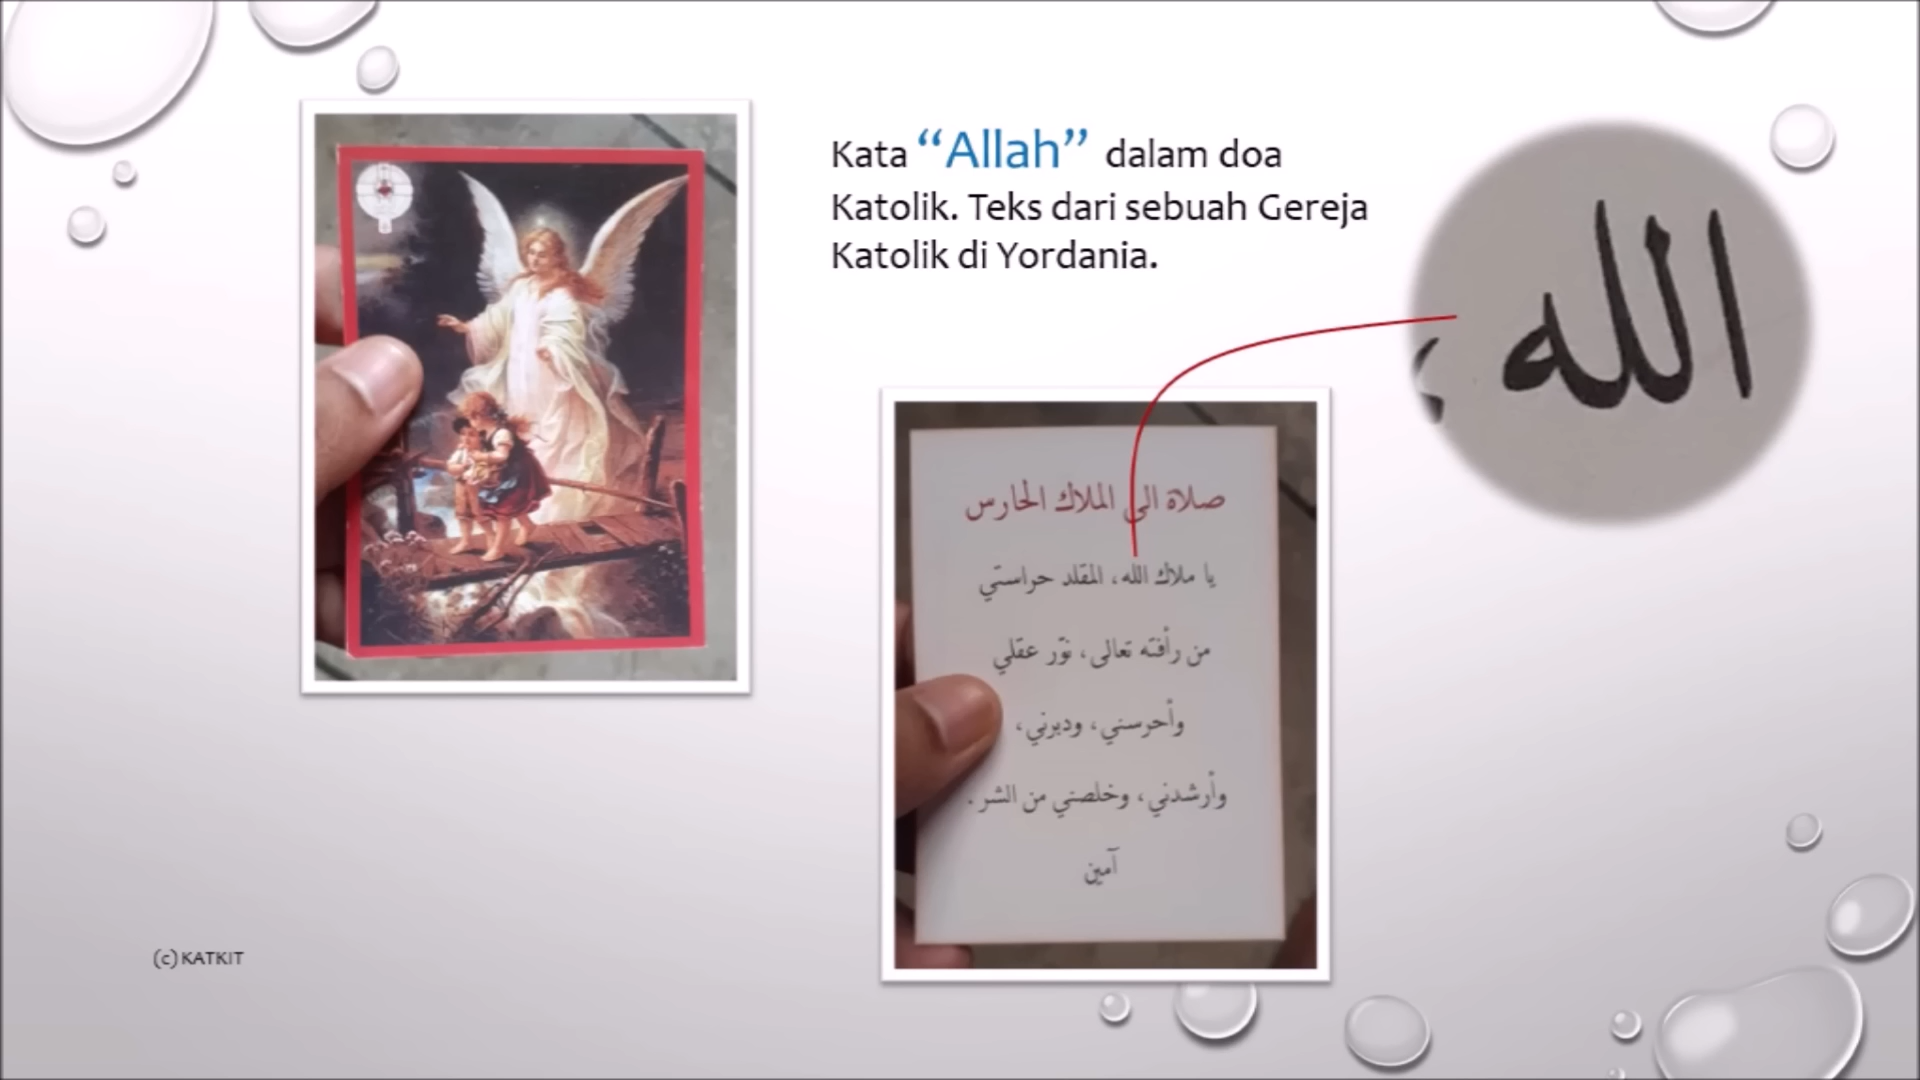 Kata “Allah” dalam doa
Katolik. Teks dari sebuah Gereja
Katolik di Yordania.
الله
صلاة الى الملاك الحارس
يا ملاك الله، المقلد حراستي
من رأفته تعالى، نوّر عقلي
وأحرسني، ودبرني،
وأرشدني، وخلصني من الشر.
آمين
(c) KATKIT